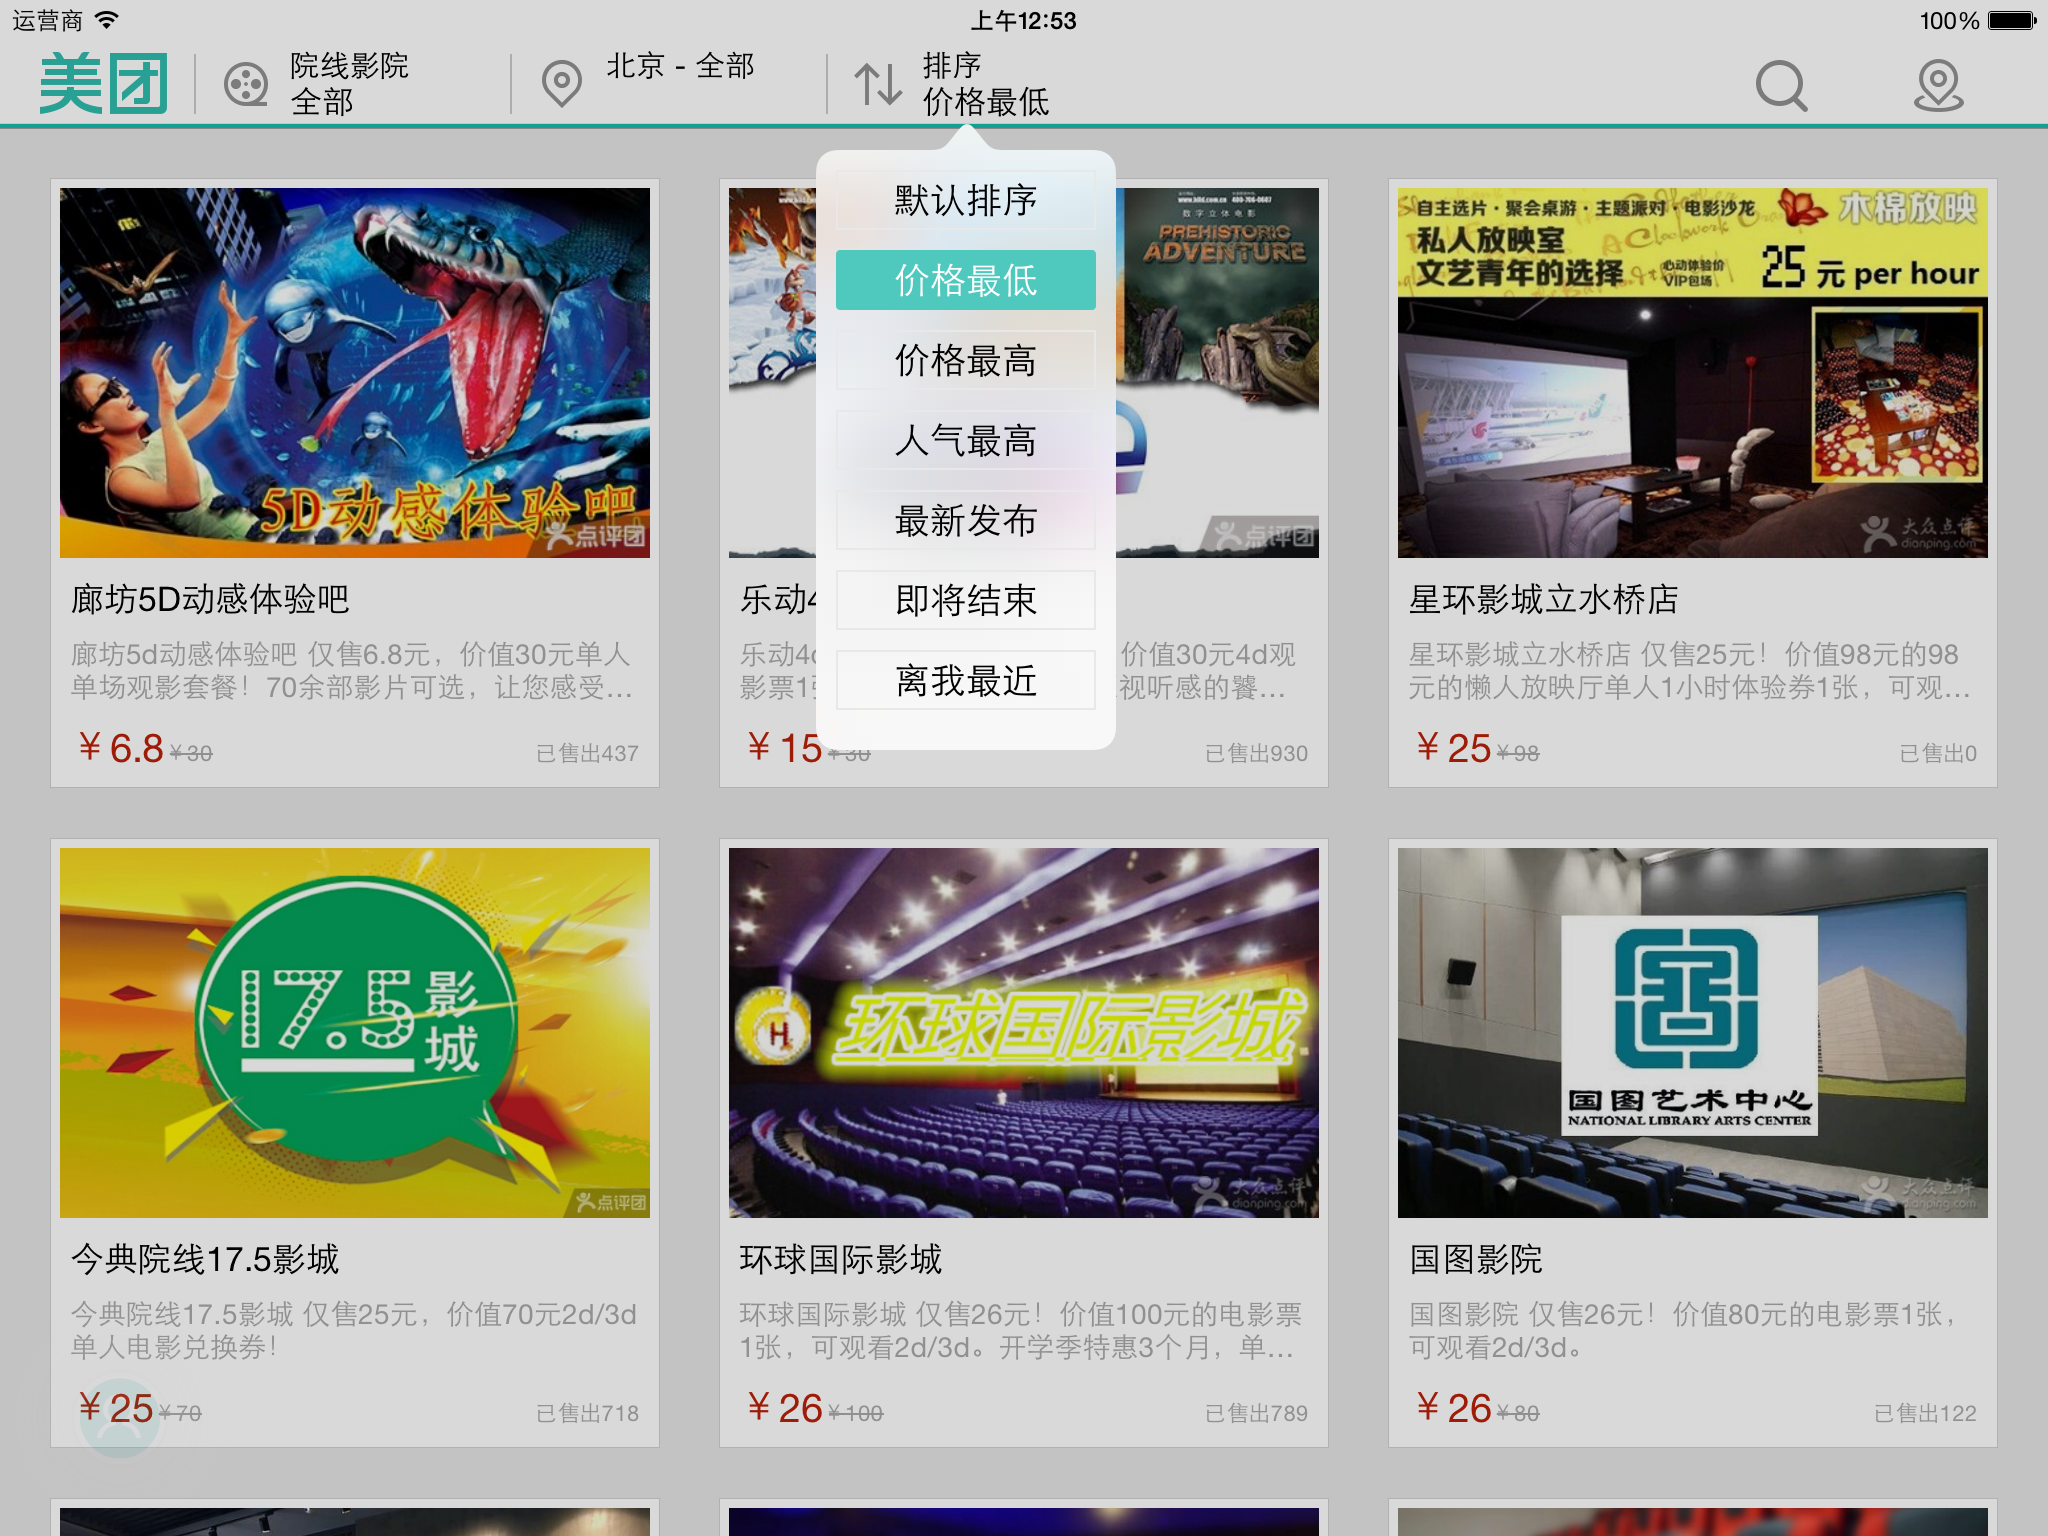 运营商
上午12:53
100%
美团
院线影院
全部
北京 - 全部
排序
价格最低
默认排序
价格最低
价格最高
人气最高
最新发布
即将结束
离我最近
5D动感体验吧
点评团
廊坊5D动感体验吧
廊坊5d动感体验吧 仅售6.8元，价值30元单人
单场观影套餐！70余部影片可选，让您感受...
¥ 6.8 ¥ 30
已售出437
www.bltd.com.cn 400-706-0687
数字立体电影
PREHISTORIC
ADVENTURE
点评团
乐动4
乐动4
价值30元4d观
影票1
视听感的饕...
¥ 15 ¥ 30
已售出930
自主选片·聚会桌游·主题派对·电影沙龙
木棉放映
私人放映室
文艺青年的选择
心动体验价
VIP包场
25 元 per hour
大众点评
dianping.com
星环影城立水桥店
星环影城立水桥店 仅售25元！价值98元的98
元的懒人放映厅单人1小时体验券1张，可观...
¥ 25 ¥ 98
已售出0
17.5影城
点评团
今典院线17.5影城
今典院线17.5影城 仅售25元，价值70元2d/3d
单人电影兑换券！
¥ 25 ¥ 70
已售出718
H
环球国际影城
大众点评
dianping.com
环球国际影城
环球国际影城 仅售26元！价值100元的电影票
1张，可观看2d/3d。开学季特惠3个月，单...
¥ 26 ¥ 100
已售出789
国图艺术中心
NATIONAL LIBRARY ARTS CENTER
大众点评
dianping.com
国图影院
国图影院 仅售26元！价值80元的电影票1张，
可观看2d/3d。
¥ 26 ¥ 80
已售出122